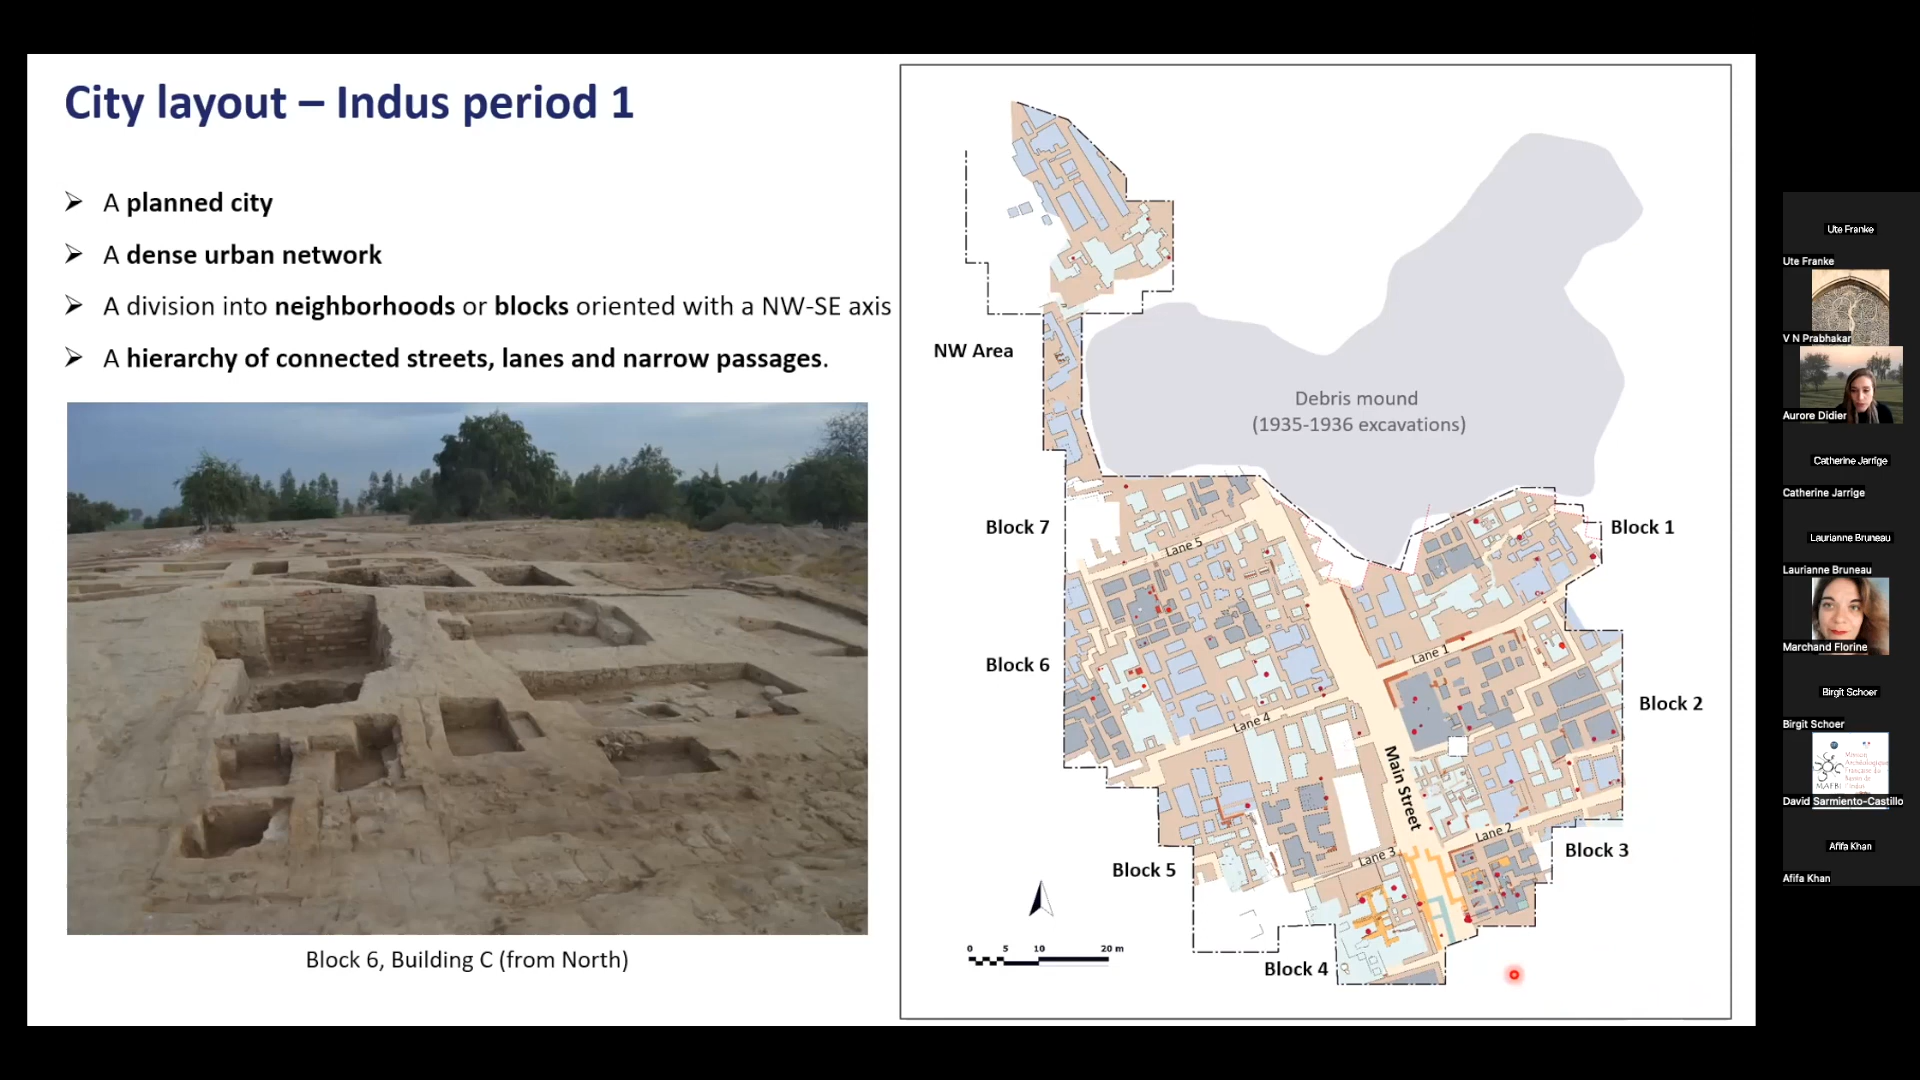 City layout – Indus period 1
A planned city
A dense urban network
A division into neighborhoods or blocks oriented with a NW-SE axis
A hierarchy of connected streets, lanes and narrow passages.
Block 6, Building C (from North)
NW Area
Debris mound
(1935-1936 excavations)
Block 7
Lane 5
Block 1
Lane 1
Block 6
Block 2
Lane 4
Main Street
Lane 2
Block 3
Lane 3
Block 5
0 5 10 20 m
Block 4
Ute Franke
Ute Franke
V N Prabhakar
Aurore Didier
Catherine Jarrige
Catherine Jarrige
Laurianne Bruneau
Laurianne Bruneau
Marchand Florine
Birgit Schoer
Birgit Schoer
MAFBI
David Sarmiento-Castillo
Afifa Khan
Afifa Khan